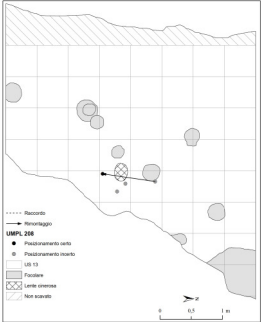 Raccordo
Rimontaggio
UMPL 208
Posizionamento certo
Posizionamento incerto
US 13
Focolare
Lente cinerosa
Non scavato
Z
0 0,5 1 m